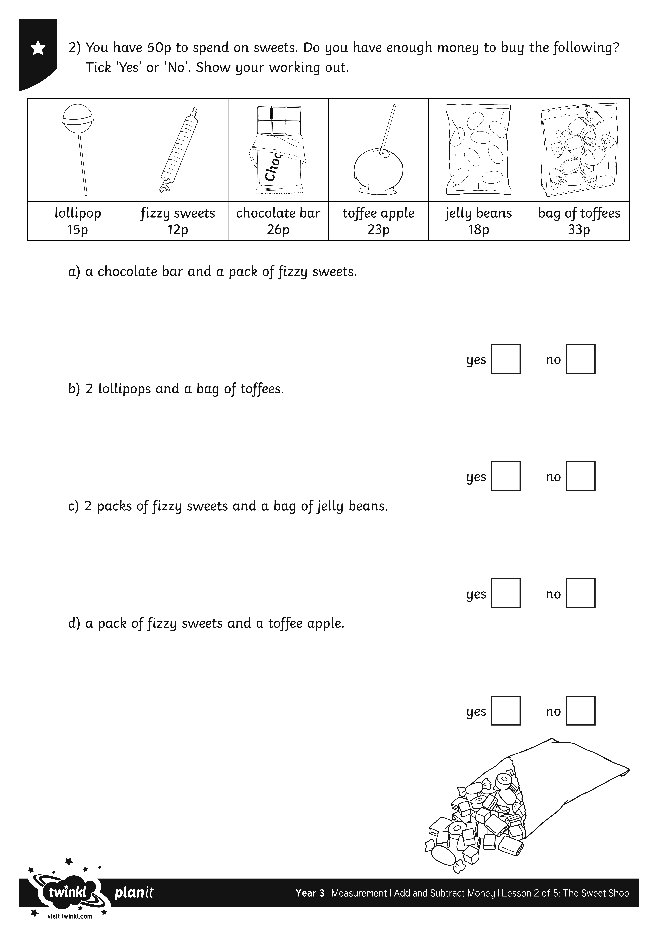 2) You have 50p to spend on sweets. Do you have enough money to buy the following?
Tick 'Yes' or 'No'. Show your working out.
Choc
lollipop fizzy sweets chocolate bar toffee apple jelly beans bag of toffees
15p 12p 26p 23p 18p 33p
a) a chocolate bar and a pack of fizzy sweets.
yes no
b) 2 lollipops and a bag of toffees.
yes no
c) 2 packs of fizzy sweets and a bag of jelly beans.
yes no
d) a pack of fizzy sweets and a toffee apple.
yes no
twinkl planit
visit twinkl.com
Year 3 Measurement | Add and Subtract Money | Lesson 2 of 5: The Sweet Shop